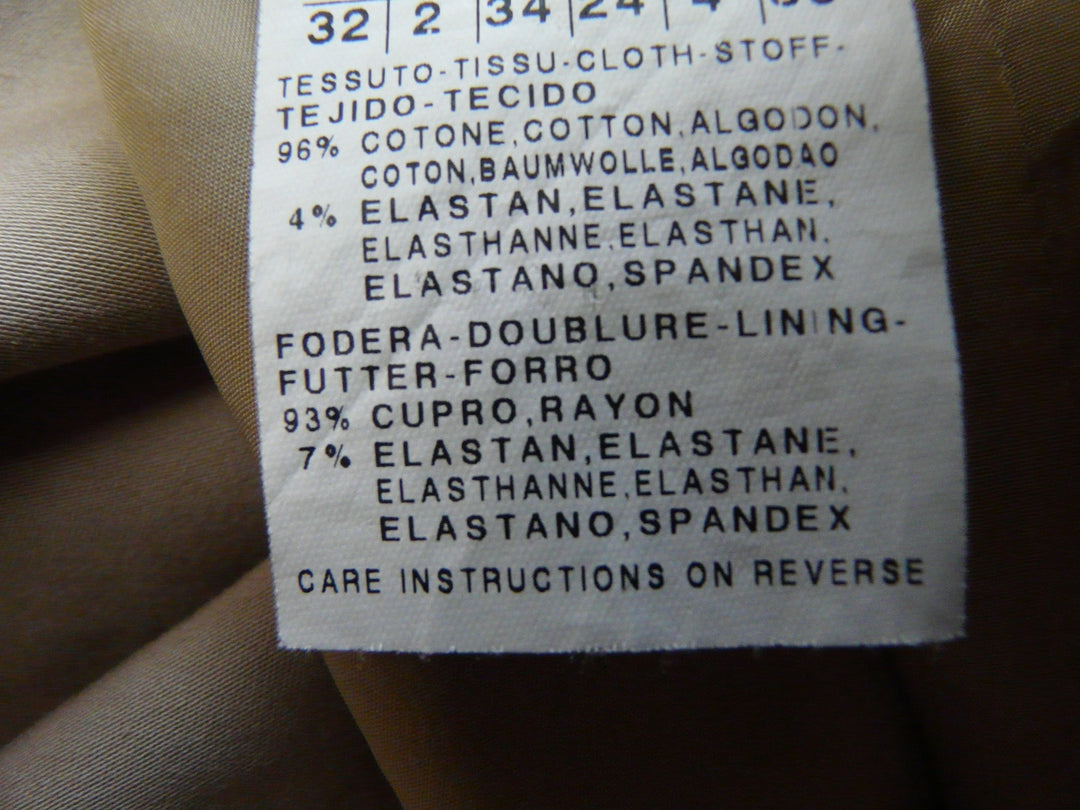 32 2 34 24 4
TESSUTO-TISSU-CLOTH-STOFF-
TEJIDO-TECIDO
96% COTONE,COTTON,ALGODON,
COTON,BAUMWOLLE,ALGODAO
4% ELASTAN,ELASTANE,
ELASTHANNE,ELASTHAN,
ELASTANO,SPANDEX
FODERA-DOUBLURE-LINING-
FUTTER-FORRO
93% CUPRO,RAYON
7% ELASTAN,ELASTANE,
ELASTHANNE,ELASTHAN,
ELASTANO,SPANDEX
CARE INSTRUCTIONS ON REVERSE